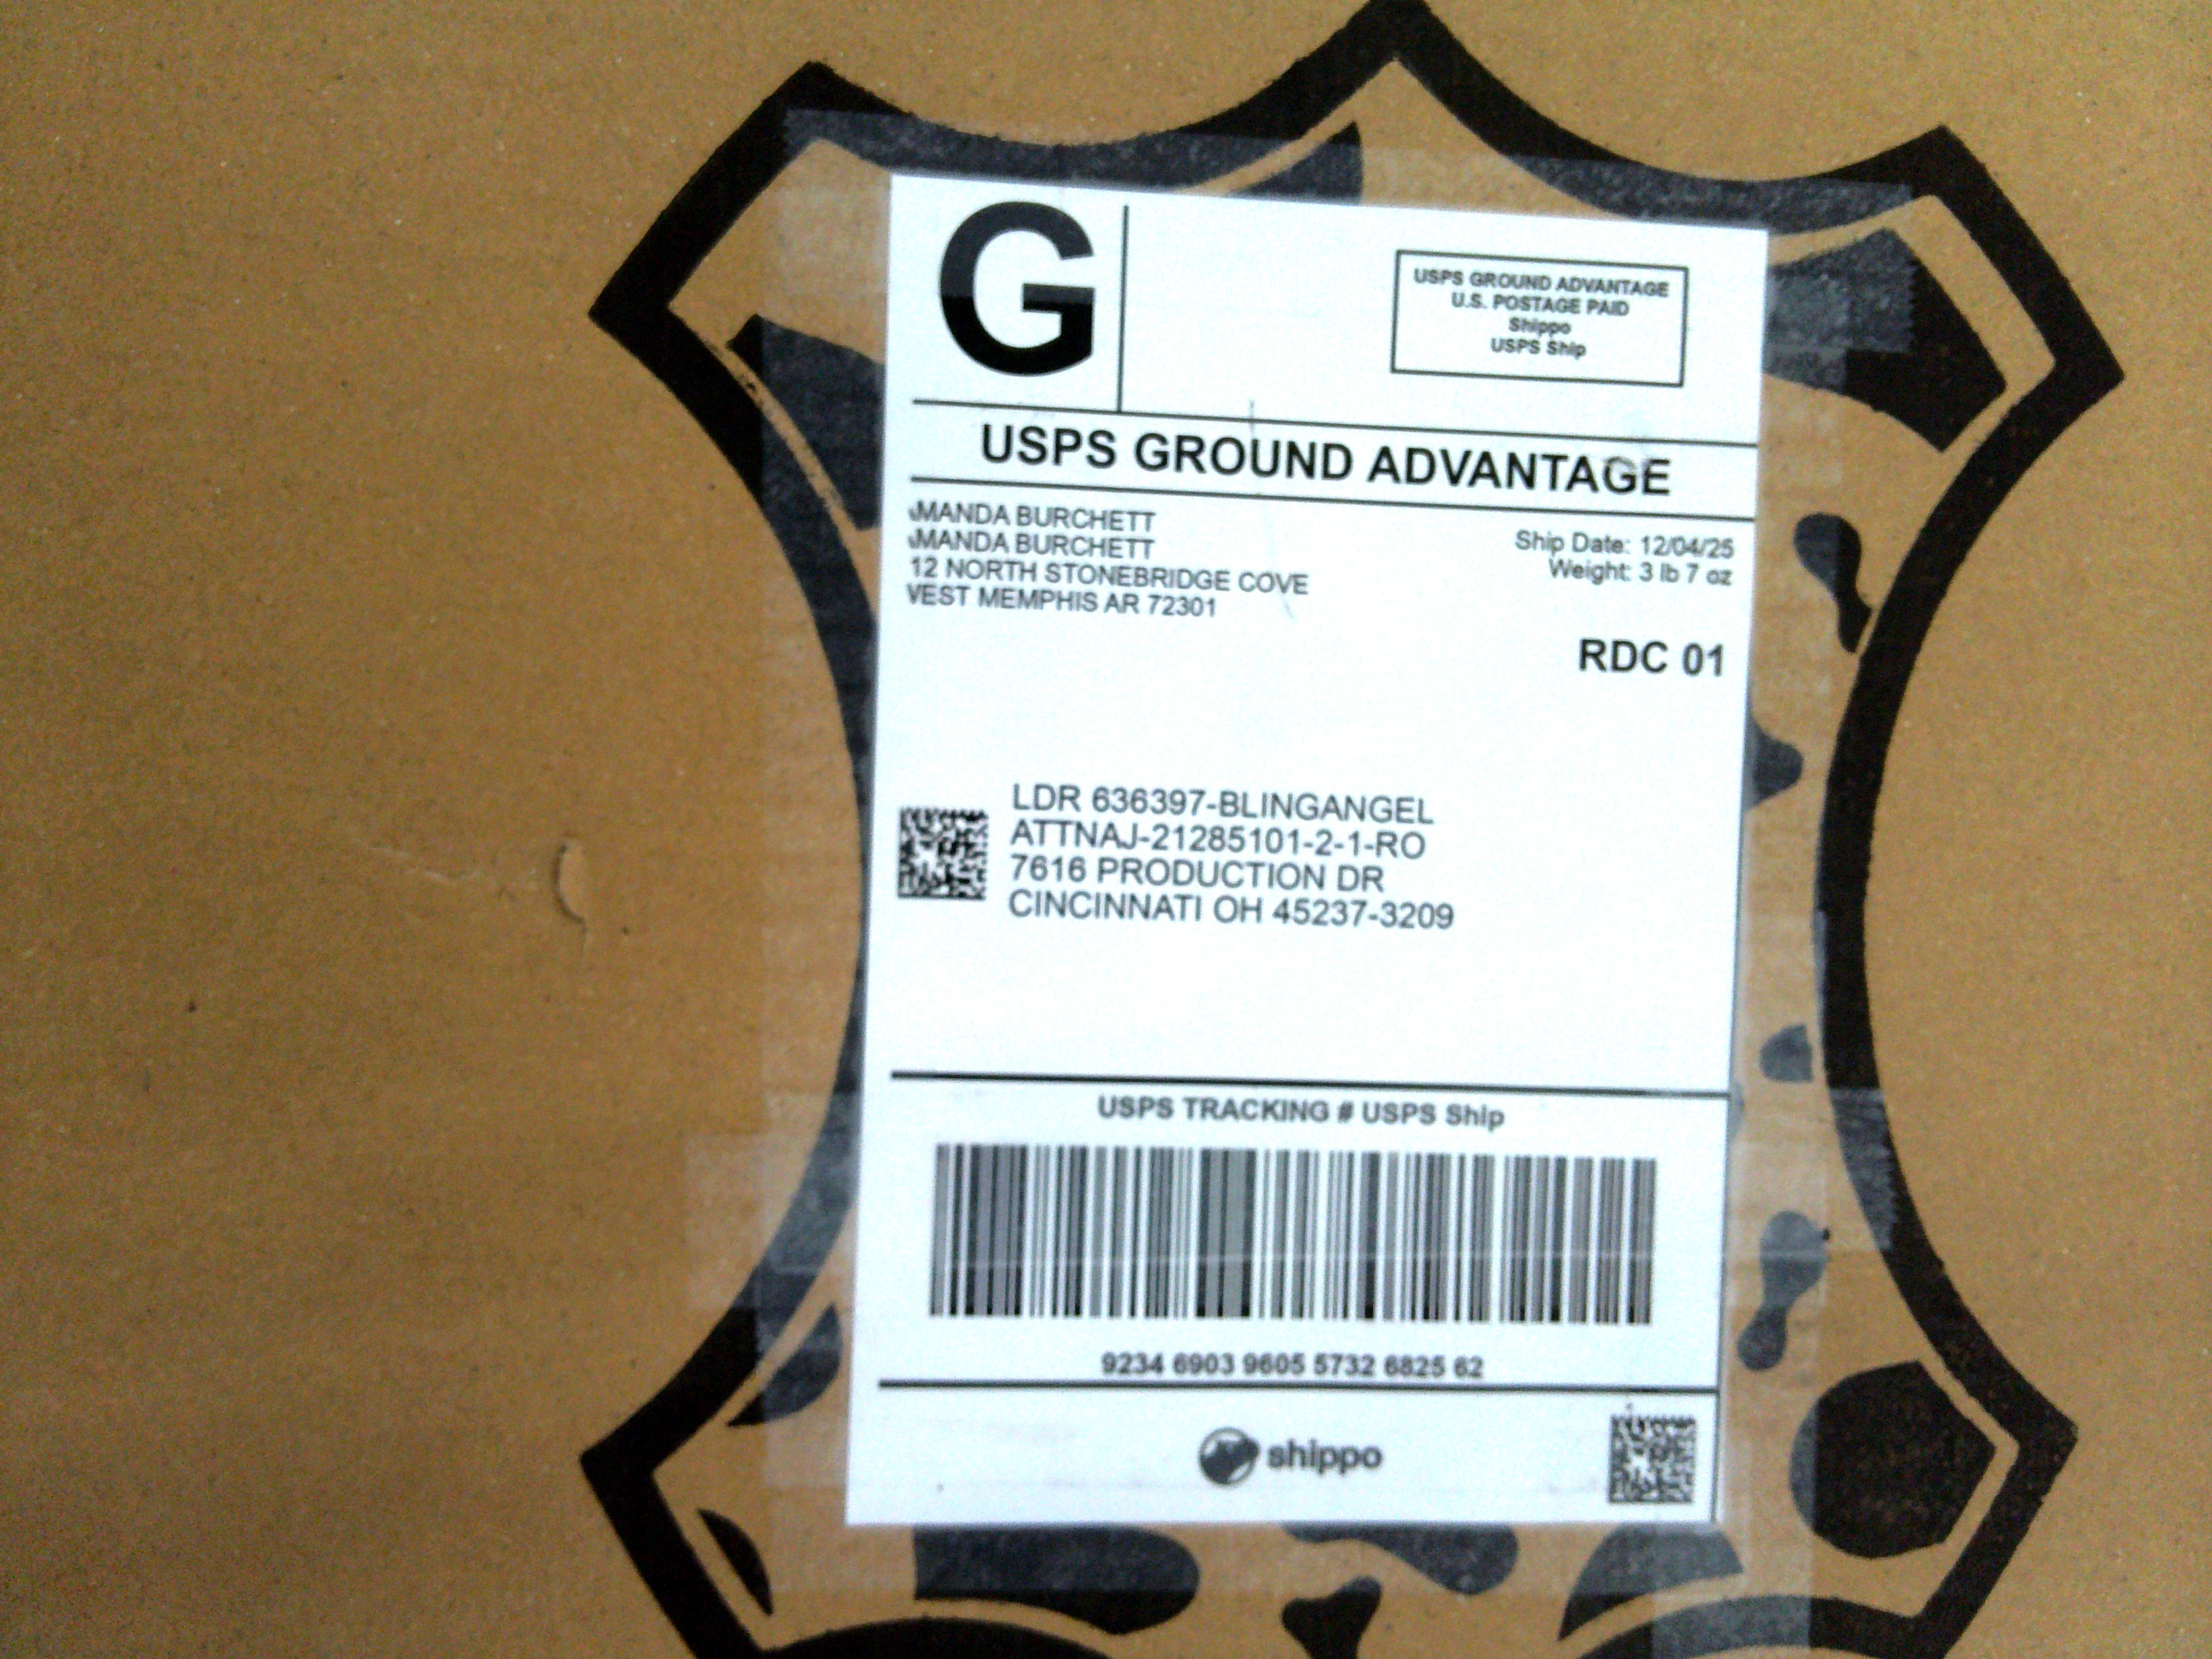 G
USPS GROUND ADVANTAGE
U.S. POSTAGE PAID
Shippo
USPS Ship
USPS GROUND ADVANTAGE
MANDA BURCHETT
MANDA BURCHETT
12 NORTH STONEBRIDGE COVE
EST MEMPHIS AR 72301
Ship Date: 12/04/25
Weight: 3 lb 7 oz
RDC 01
LDR 636397-BLINGANGEL
ATTNAJ-21285101-2-1-RO
7616 PRODUCTION DR
CINCINNATI OH 45237-3209
USPS TRACKING # USPS Ship
9234 6903 9605 5732 6825 62
shippo